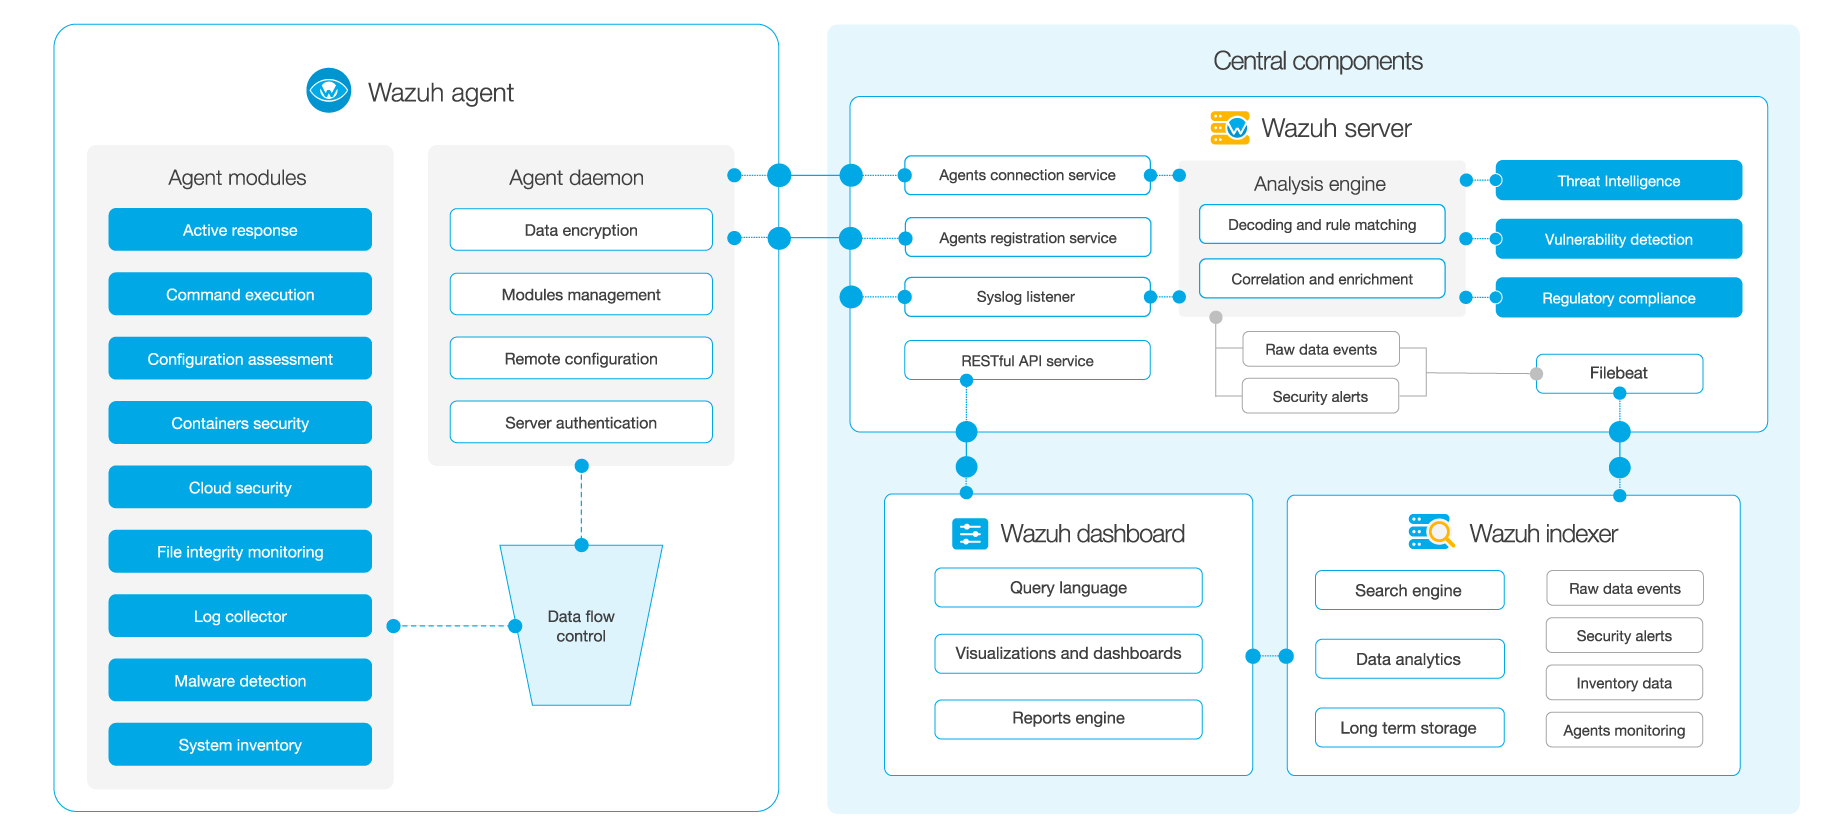 Wazuh agent
Agent modules
Active response
Command execution
Configuration assessment
Containers security
Cloud security
File integrity monitoring
Log collector
Malware detection
System inventory
Agent daemon
Data encryption
Modules management
Remote configuration
Server authentication
Data flow
control
Central components
Wazuh server
Agents connection service
Agents registration service
Syslog listener
RESTful API service
Analysis engine
Decoding and rule matching
Correlation and enrichment
Raw data events
Security alerts
Threat Intelligence
Vulnerability detection
Regulatory compliance
Filebeat
Wazuh dashboard
Query language
Visualizations and dashboards
Reports engine
Wazuh indexer
Search engine
Data analytics
Long term storage
Raw data events
Security alerts
Inventory data
Agents monitoring